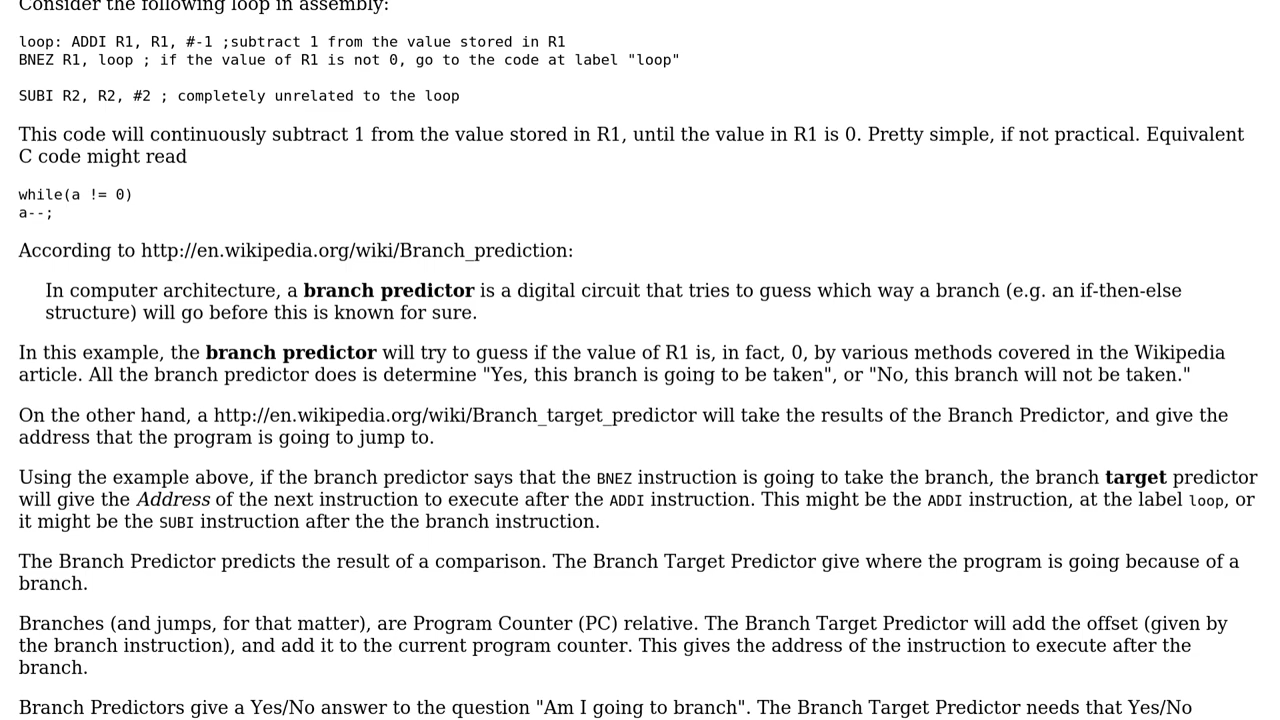 Consider the following loop in assembly:
loop: ADDI R1, R1, #-1 ;subtract 1 from the value stored in R1
BNEZ R1, loop ; if the value of R1 is not 0, go to the code at label "loop"
SUBI R2, R2, #2 ; completely unrelated to the loop
This code will continuously subtract 1 from the value stored in R1, until the value in R1 is 0. Pretty simple, if not practical. Equivalent
C code might read
while(a != 0)
a--;
According to http://en.wikipedia.org/wiki/Branch_prediction:
In computer architecture, a branch predictor is a digital circuit that tries to guess which way a branch (e.g. an if-then-else
structure) will go before this is known for sure.
In this example, the branch predictor will try to guess if the value of R1 is, in fact, 0, by various methods covered in the Wikipedia
article. All the branch predictor does is determine "Yes, this branch is going to be taken", or "No, this branch will not be taken."
On the other hand, a http://en.wikipedia.org/wiki/Branch_target_predictor will take the results of the Branch Predictor, and give the
address that the program is going to jump to.
Using the example above, if the branch predictor says that the BNEZ instruction is going to take the branch, the branch target predictor
will give the Address of the next instruction to execute after the ADDI instruction. This might be the ADDI instruction, at the label loop, or
it might be the SUBI instruction after the the branch instruction.
The Branch Predictor predicts the result of a comparison. The Branch Target Predictor give where the program is going because of a
branch.
Branches (and jumps, for that matter), are Program Counter (PC) relative. The Branch Target Predictor will add the offset (given by
the branch instruction), and add it to the current program counter. This gives the address of the instruction to execute after the
branch.
Branch Predictors give a Yes/No answer to the question "Am I going to branch". The Branch Target Predictor needs that Yes/No